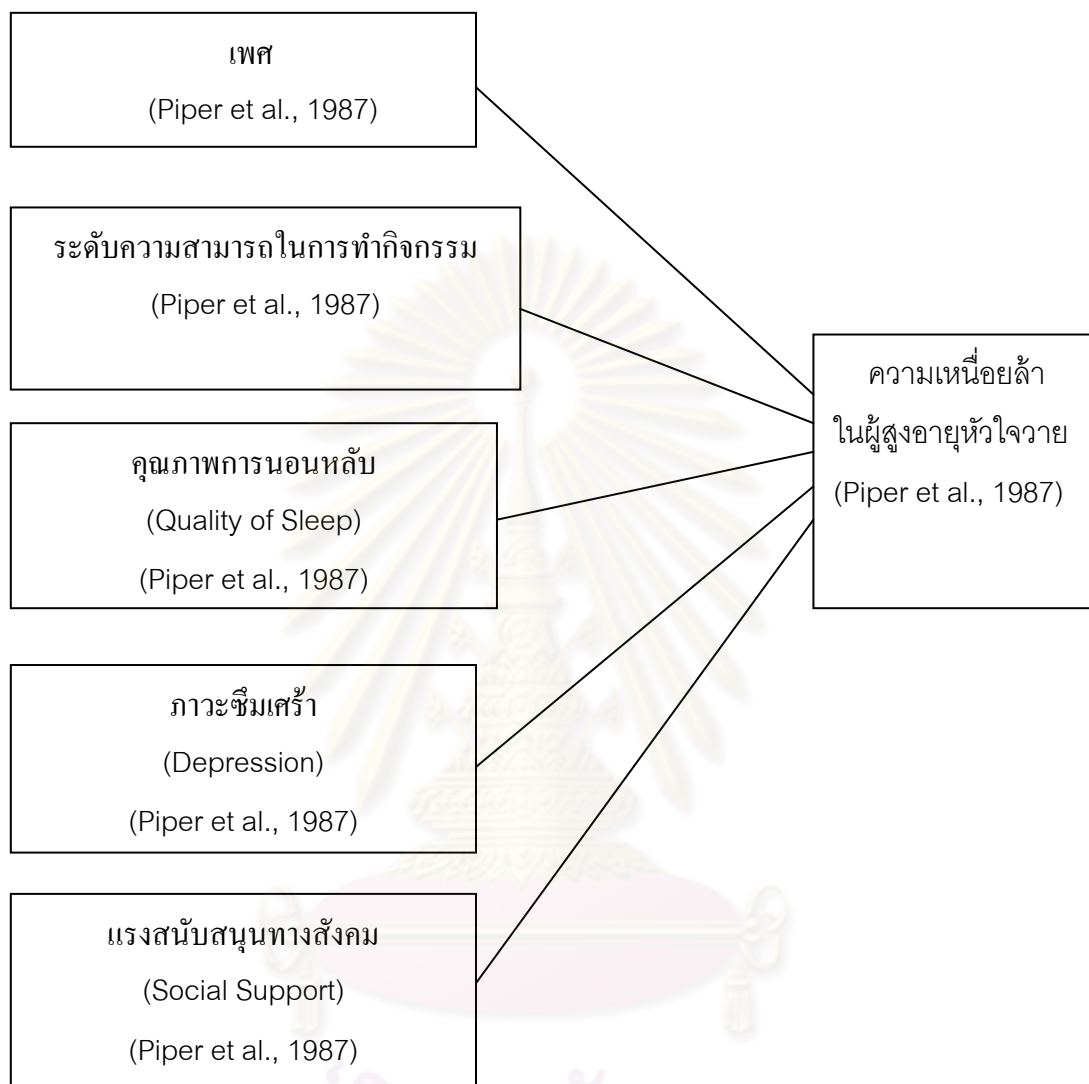 เพศ
(Piper et al., 1987)
ระดับความสามารถในการทำกิจกรรม
(Piper et al., 1987)
คุณภาพการนอนหลับ
(Quality of Sleep)
(Piper et al., 1987)
ภาวะซึมเศร้า
(Depression)
(Piper et al., 1987)
แรงสนับสนุนทางสังคม
(Social Support)
(Piper et al., 1987)
ความเหนื่อยล้า
ในผู้สูงอายุหัวใจวาย
(Piper et al., 1987)